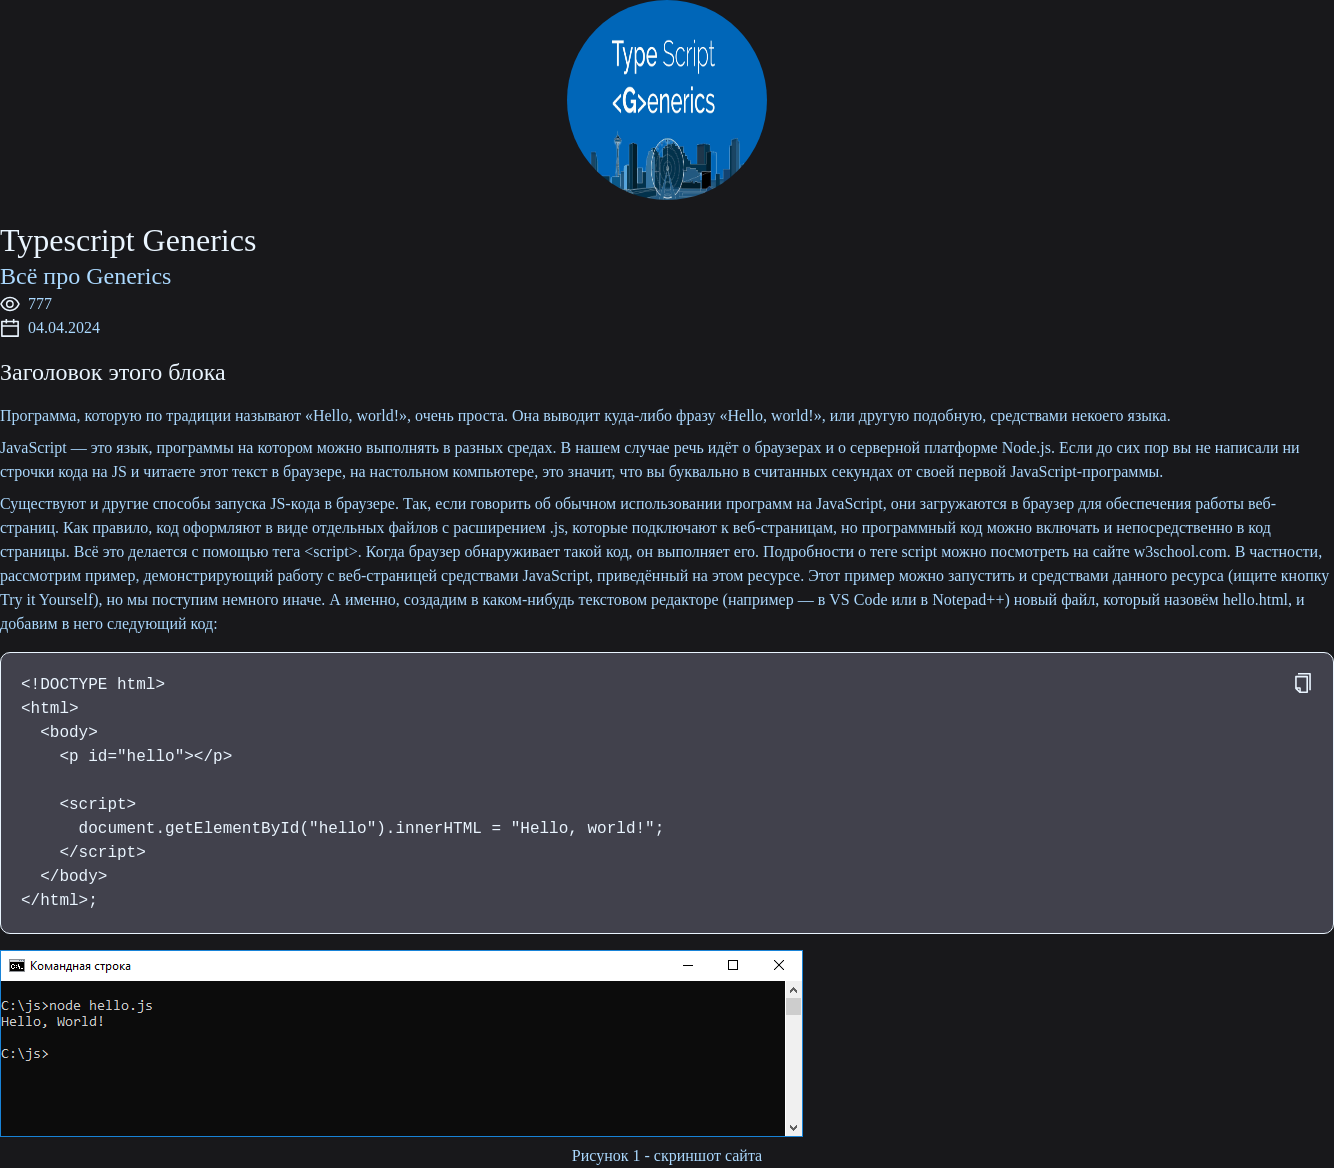 Type Script
<G>enerics
Typescript Generics
Всё про Generics
777
04.04.2024
Заголовок этого блока
Программа, которую по традиции называют «Hello, world!», очень проста. Она выводит куда-либо фразу «Hello, world!», или другую подобную, средствами некоего языка.
JavaScript — это язык, программы на котором можно выполнять в разных средах. В нашем случае речь идёт о браузерах и о серверной платформе Node.js. Если до сих пор вы не написали ни
строчки кода на JS и читаете этот текст в браузере, на настольном компьютере, это значит, что вы буквально в считанных секундах от своей первой JavaScript-программы.
Существуют и другие способы запуска JS-кода в браузере. Так, если говорить об обычном использовании программ на JavaScript, они загружаются в браузер для обеспечения работы веб-
страниц. Как правило, код оформляют в виде отдельных файлов с расширением .js, которые подключают к веб-страницам, но программный код можно включать и непосредственно в код
страницы. Всё это делается с помощью тега <script>. Когда браузер обнаруживает такой код, он выполняет его. Подробности о теге script можно посмотреть на сайте w3school.com. В частности,
рассмотрим пример, демонстрирующий работу с веб-страницей средствами JavaScript, приведённый на этом ресурсе. Этот пример можно запустить и средствами данного ресурса (ищите кнопку
Try it Yourself), но мы поступим немного иначе. А именно, создадим в каком-нибудь текстовом редакторе (например — в VS Code или в Notepad++) новый файл, который назовём hello.html, и
добавим в него следующий код:
<!DOCTYPE html>
<html>
  <body>
    <p id="hello"></p>

    <script>
      document.getElementById("hello").innerHTML = "Hello, world!";
    </script>
  </body>
</html>;
Командная строка
C:\js>node hello.js
Hello, World!
C:\js>
Рисунок 1 - скриншот сайта